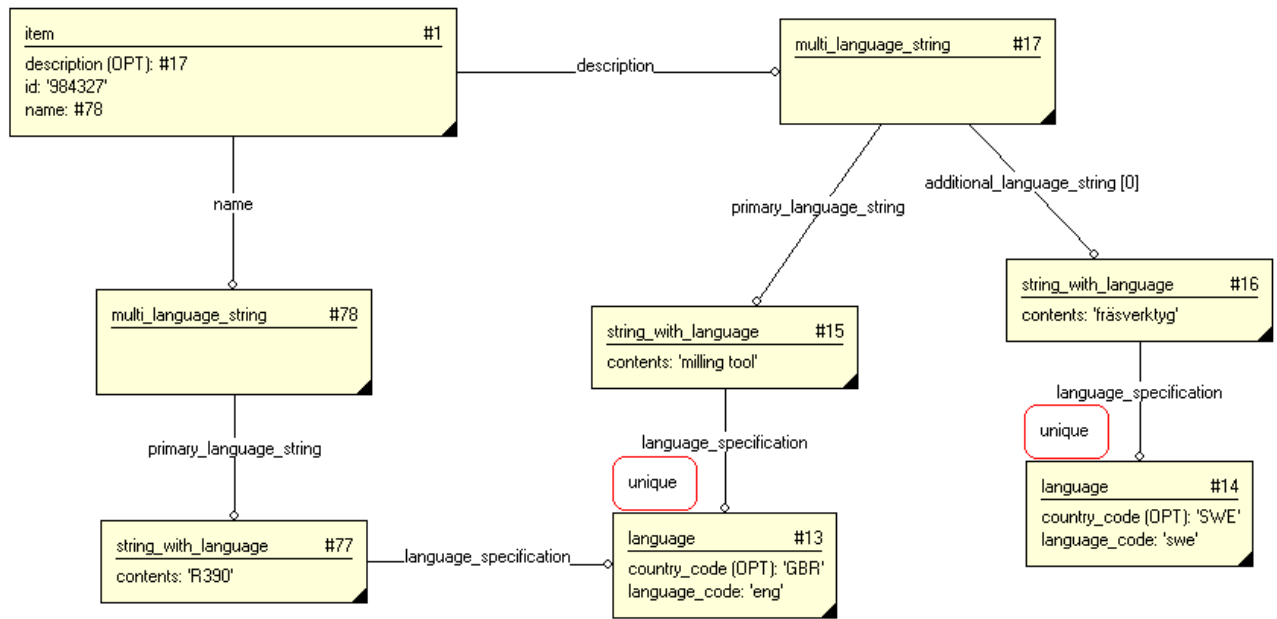 item #1
description (OPT): #17
id: '984327'
name: #78
description
multi_language_string #17
name
primary_language_string
additional_language_string [0]
multi_language_string #78
string_with_language #15
contents: 'milling tool'
string_with_language #16
contents: 'fräsverktyg'
primary_language_string
language_specification
language_specification
unique
unique
string_with_language #77
contents: 'R390'
language_specification
language #13
country_code (OPT): 'GBR'
language_code: 'eng'
language #14
country_code (OPT): 'SWE'
language_code: 'swe'